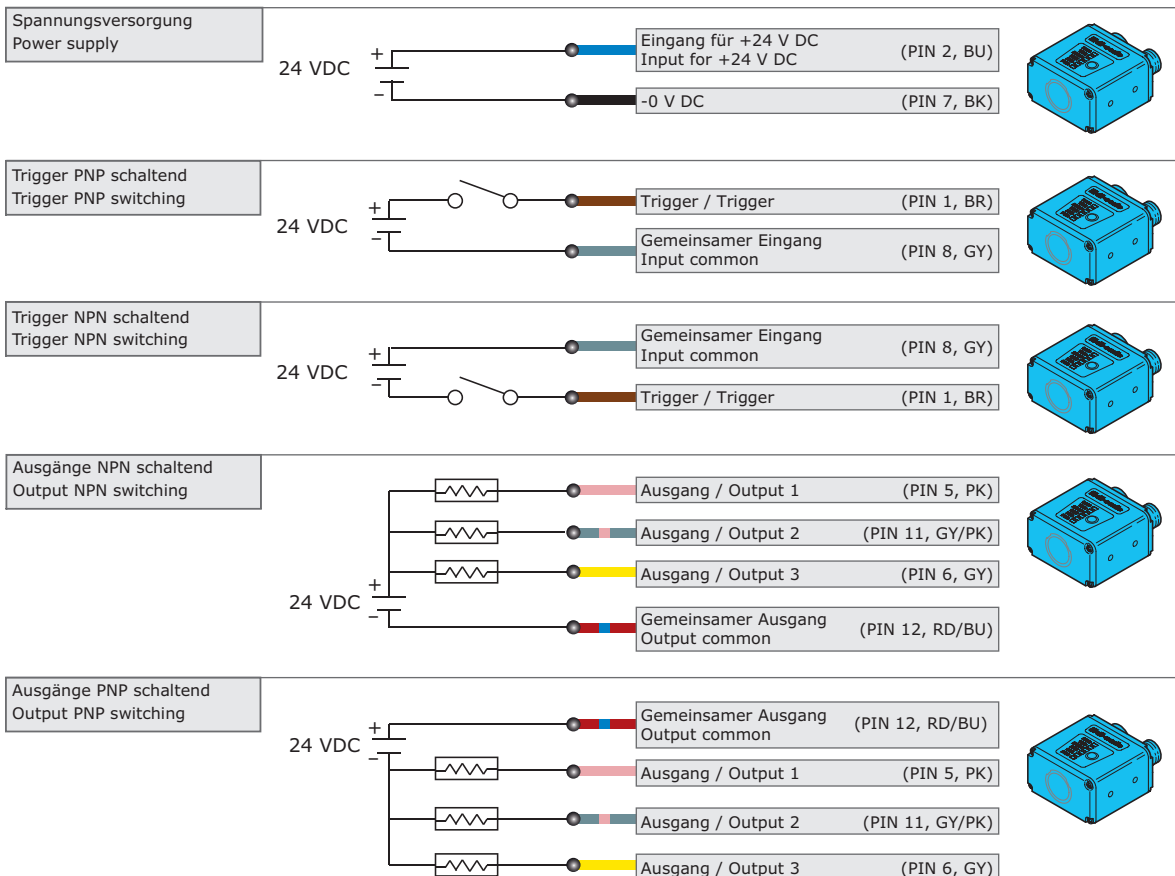 Spannungsversorgung
Power supply
24 VDC
+
–
Eingang für +24 V DC
Input for +24 V DC
(PIN 2, BU)
-0 V DC (PIN 7, BK)
Trigger PNP schaltend
Trigger PNP switching
24 VDC
+
–
Trigger / Trigger (PIN 1, BR)
Gemeinsamer Eingang
Input common
(PIN 8, GY)
Trigger NPN schaltend
Trigger NPN switching
24 VDC
+
–
Gemeinsamer Eingang
Input common
(PIN 8, GY)
Trigger / Trigger (PIN 1, BR)
Ausgänge NPN schaltend
Output NPN switching
Ausgang / Output 1 (PIN 5, PK)
Ausgang / Output 2 (PIN 11, GY/PK)
Ausgang / Output 3 (PIN 6, GY)
24 VDC
+
–
Gemeinsamer Ausgang
Output common
(PIN 12, RD/BU)
Ausgänge PNP schaltend
Output PNP switching
24 VDC
+
–
Gemeinsamer Ausgang
Output common
(PIN 12, RD/BU)
Ausgang / Output 1 (PIN 5, PK)
Ausgang / Output 2 (PIN 11, GY/PK)
Ausgang / Output 3 (PIN 6, GY)